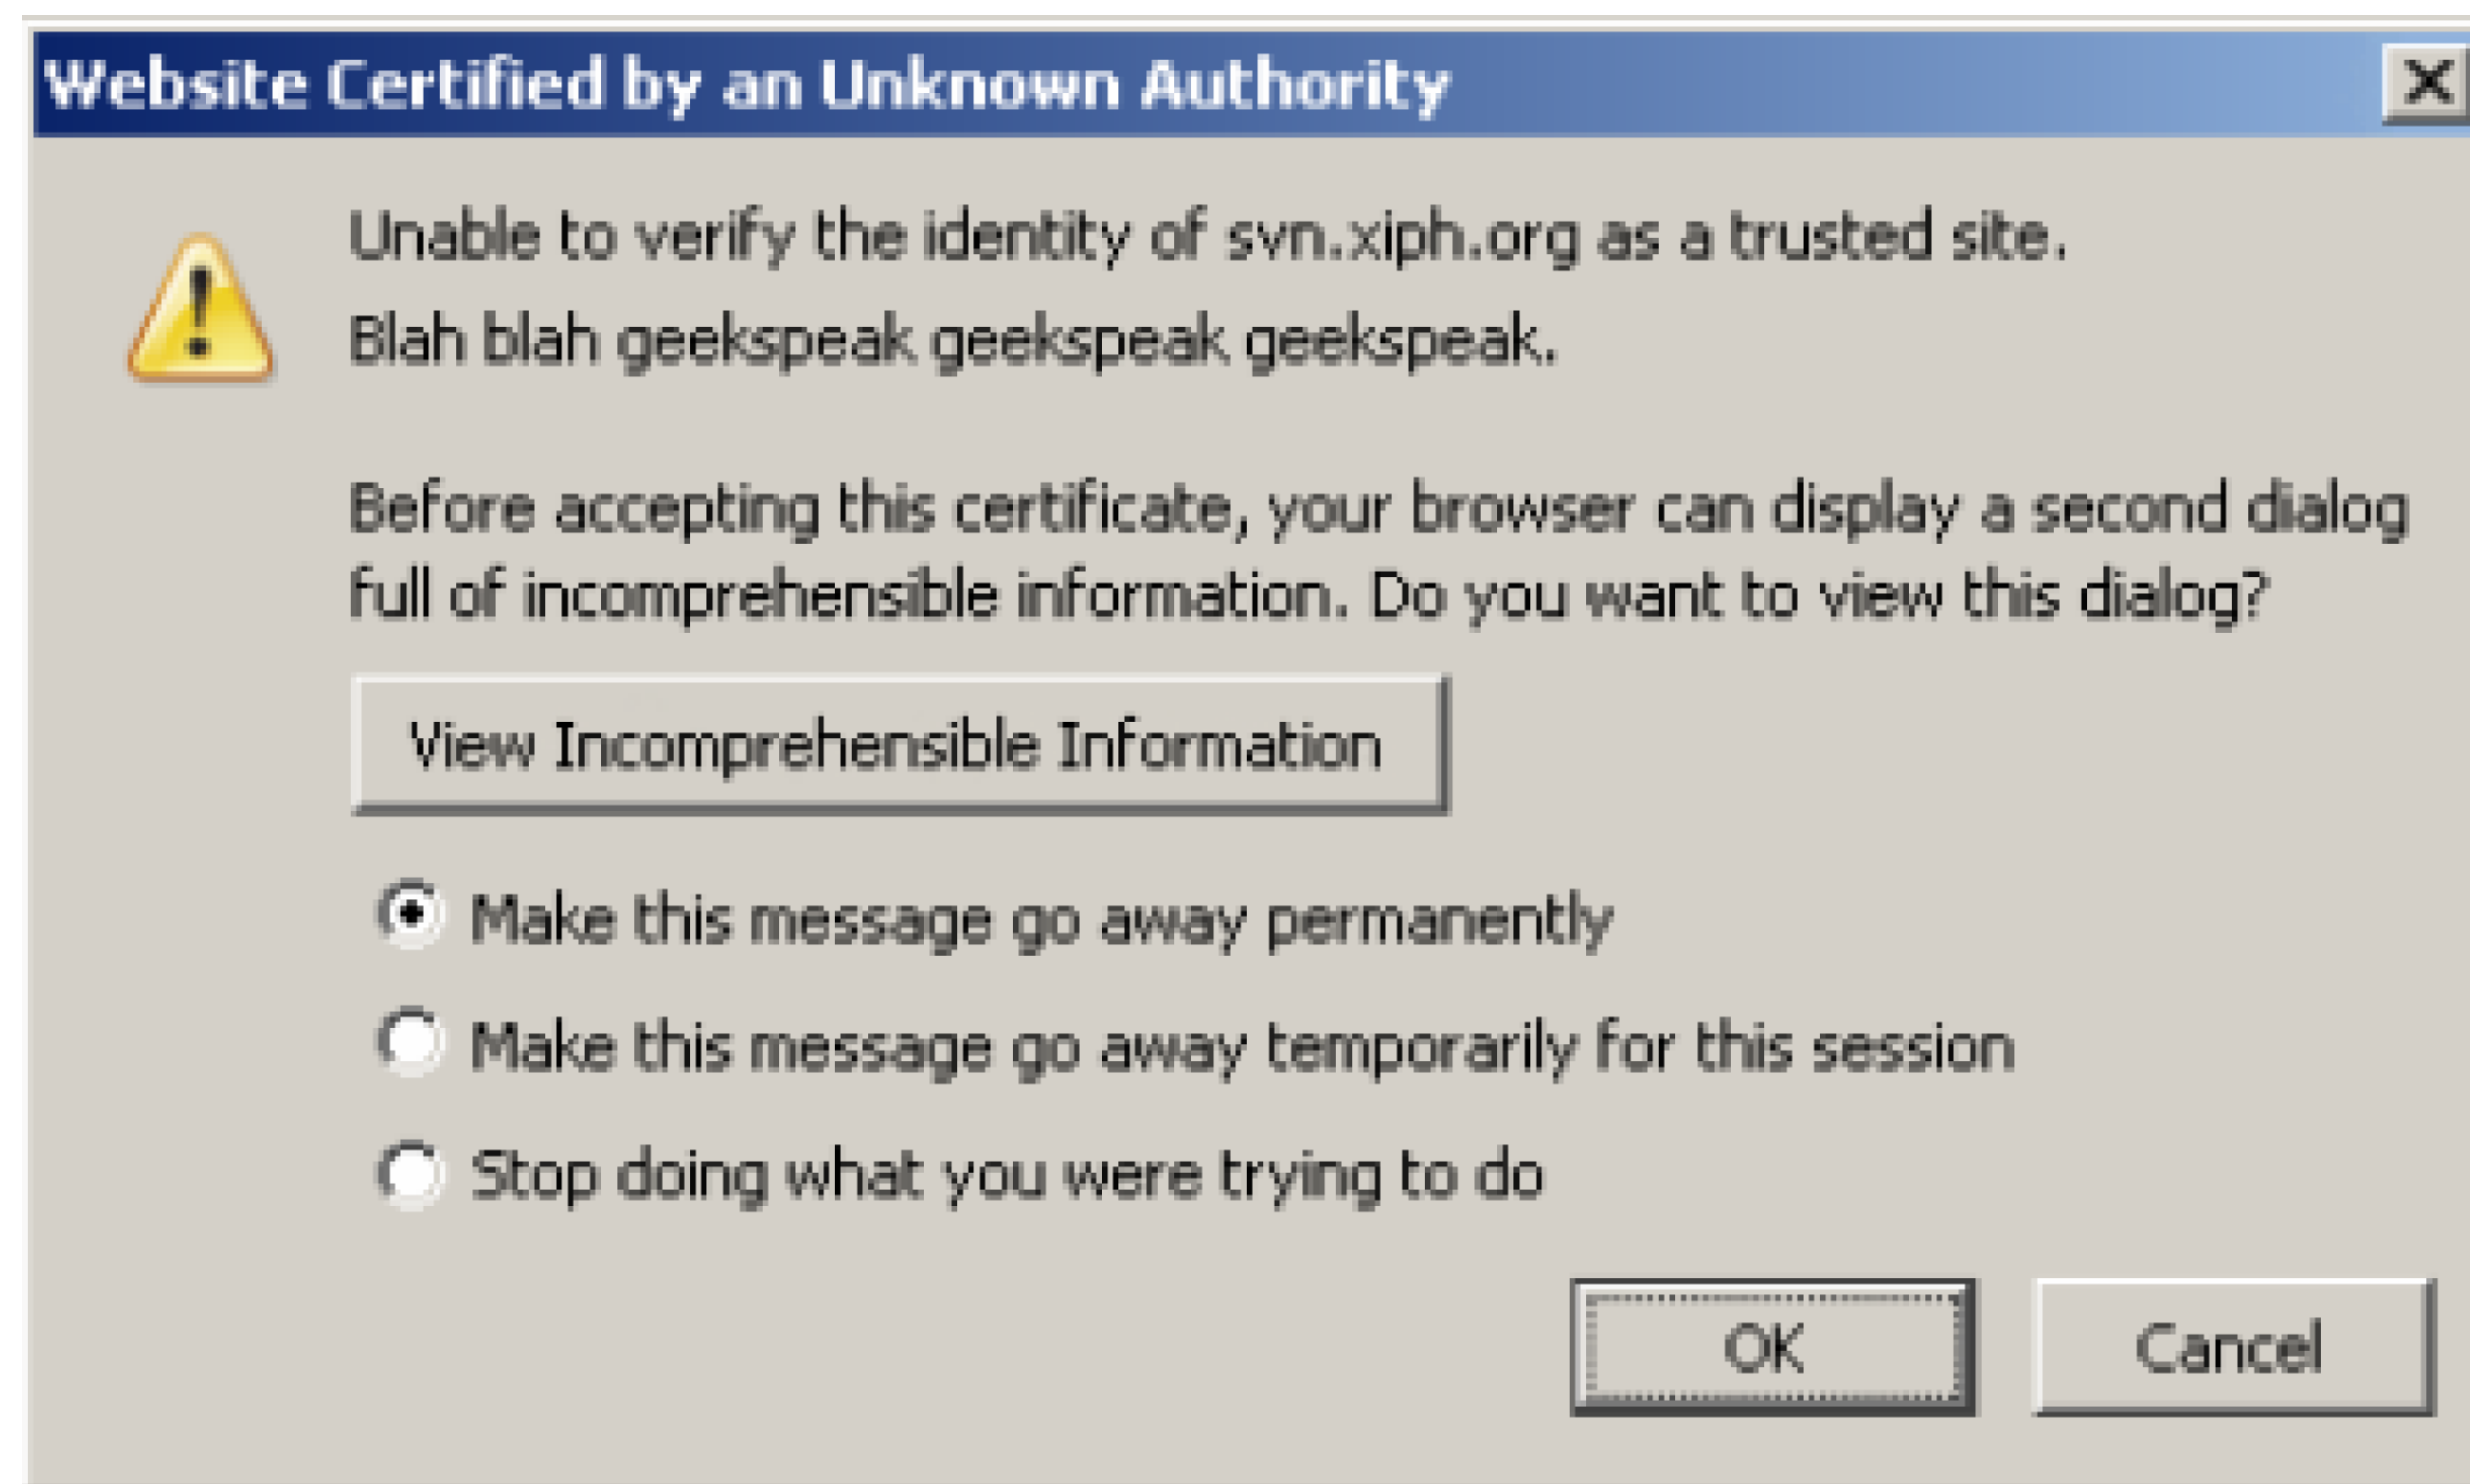 Website Certified by an Unknown Authority
Unable to verify the identity of svn.xiph.org as a trusted site.
Blah blah geekspeak geekspeak geekspeak.
Before accepting this certificate, your browser can display a second dialog
full of incomprehensible information. Do you want to view this dialog?
View Incomprehensible Information
Make this message go away permanently
Make this message go away temporarily for this session
Stop doing what you were trying to do
OK Cancel